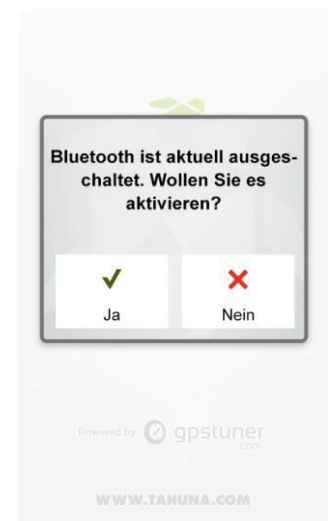 Bluetooth ist aktuell ausges-
chaltet. Wollen Sie es
aktivieren?
Ja
Nein
Powered by gpstuner
.com
WWW.TAHUNA.COM